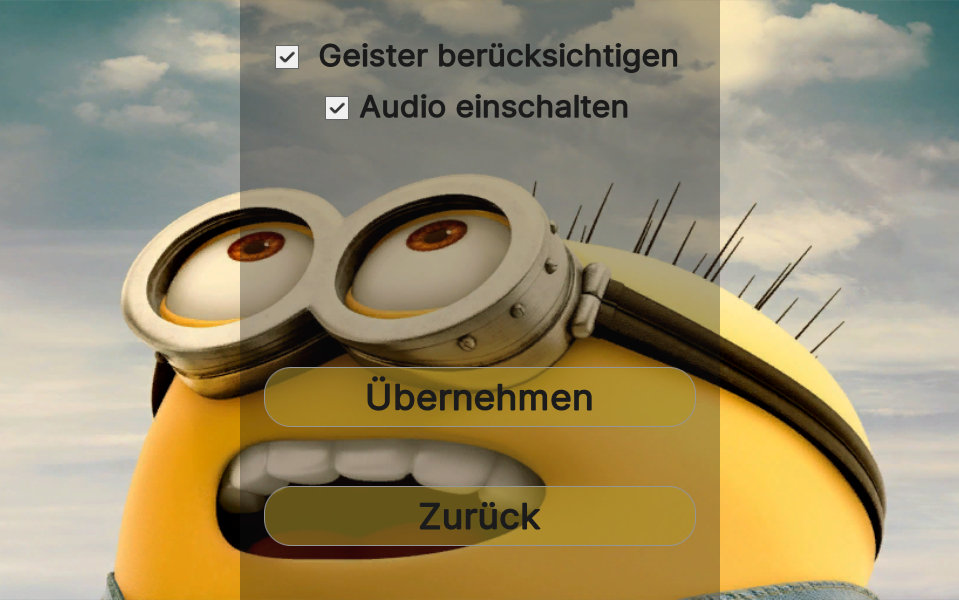 Geister berücksichtigen
Audio einschalten
Übernehmen
Zurück